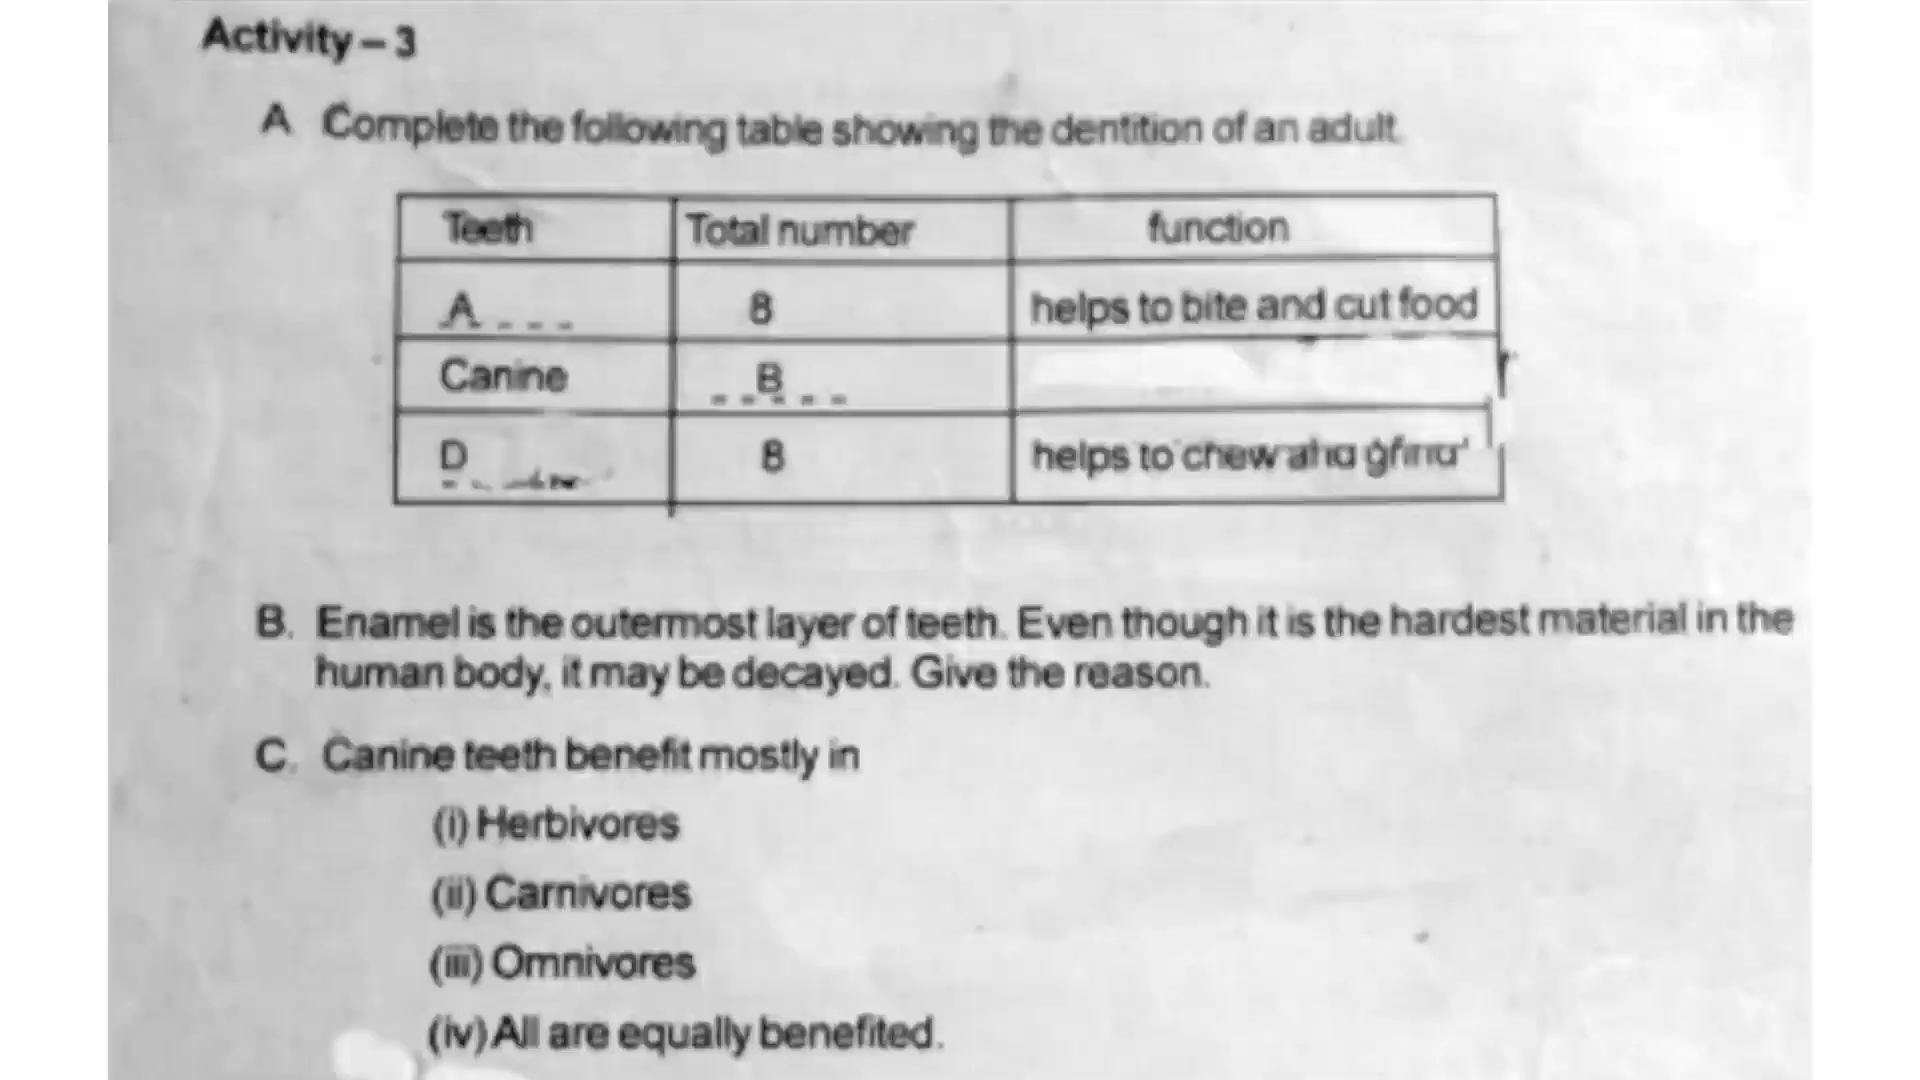 Activity – 3
A Complete the following table showing the dentition of an adult.
Teeth Total number function
A 8 helps to bite and cut food
Canine B
D 8 helps to chew
B. Enamel is the outermost layer of teeth. Even though it is the hardest material in the
human body, it may be decayed. Give the reason.
C. Canine teeth benefit mostly in
(i) Herbivores
(ii) Carnivores
(iii) Omnivores
(iv) All are equally benefited.